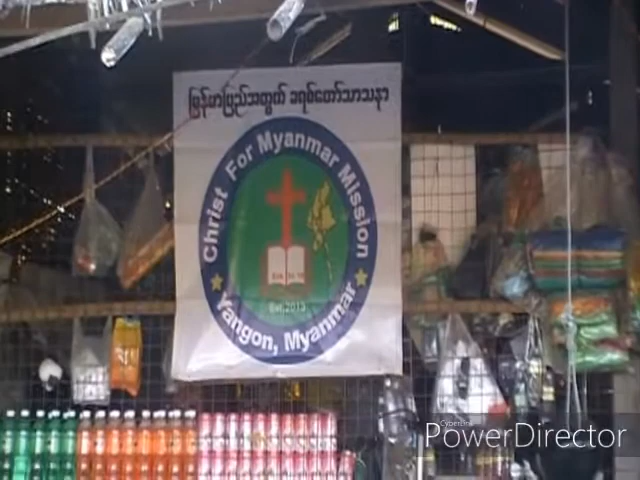 မြန်မာပြည်အတွက် ခရစ်တော်သာသနာ
Christ For Myanmar Mission
Est.2013
Yangon, Myanmar
CyberLink
PowerDirector